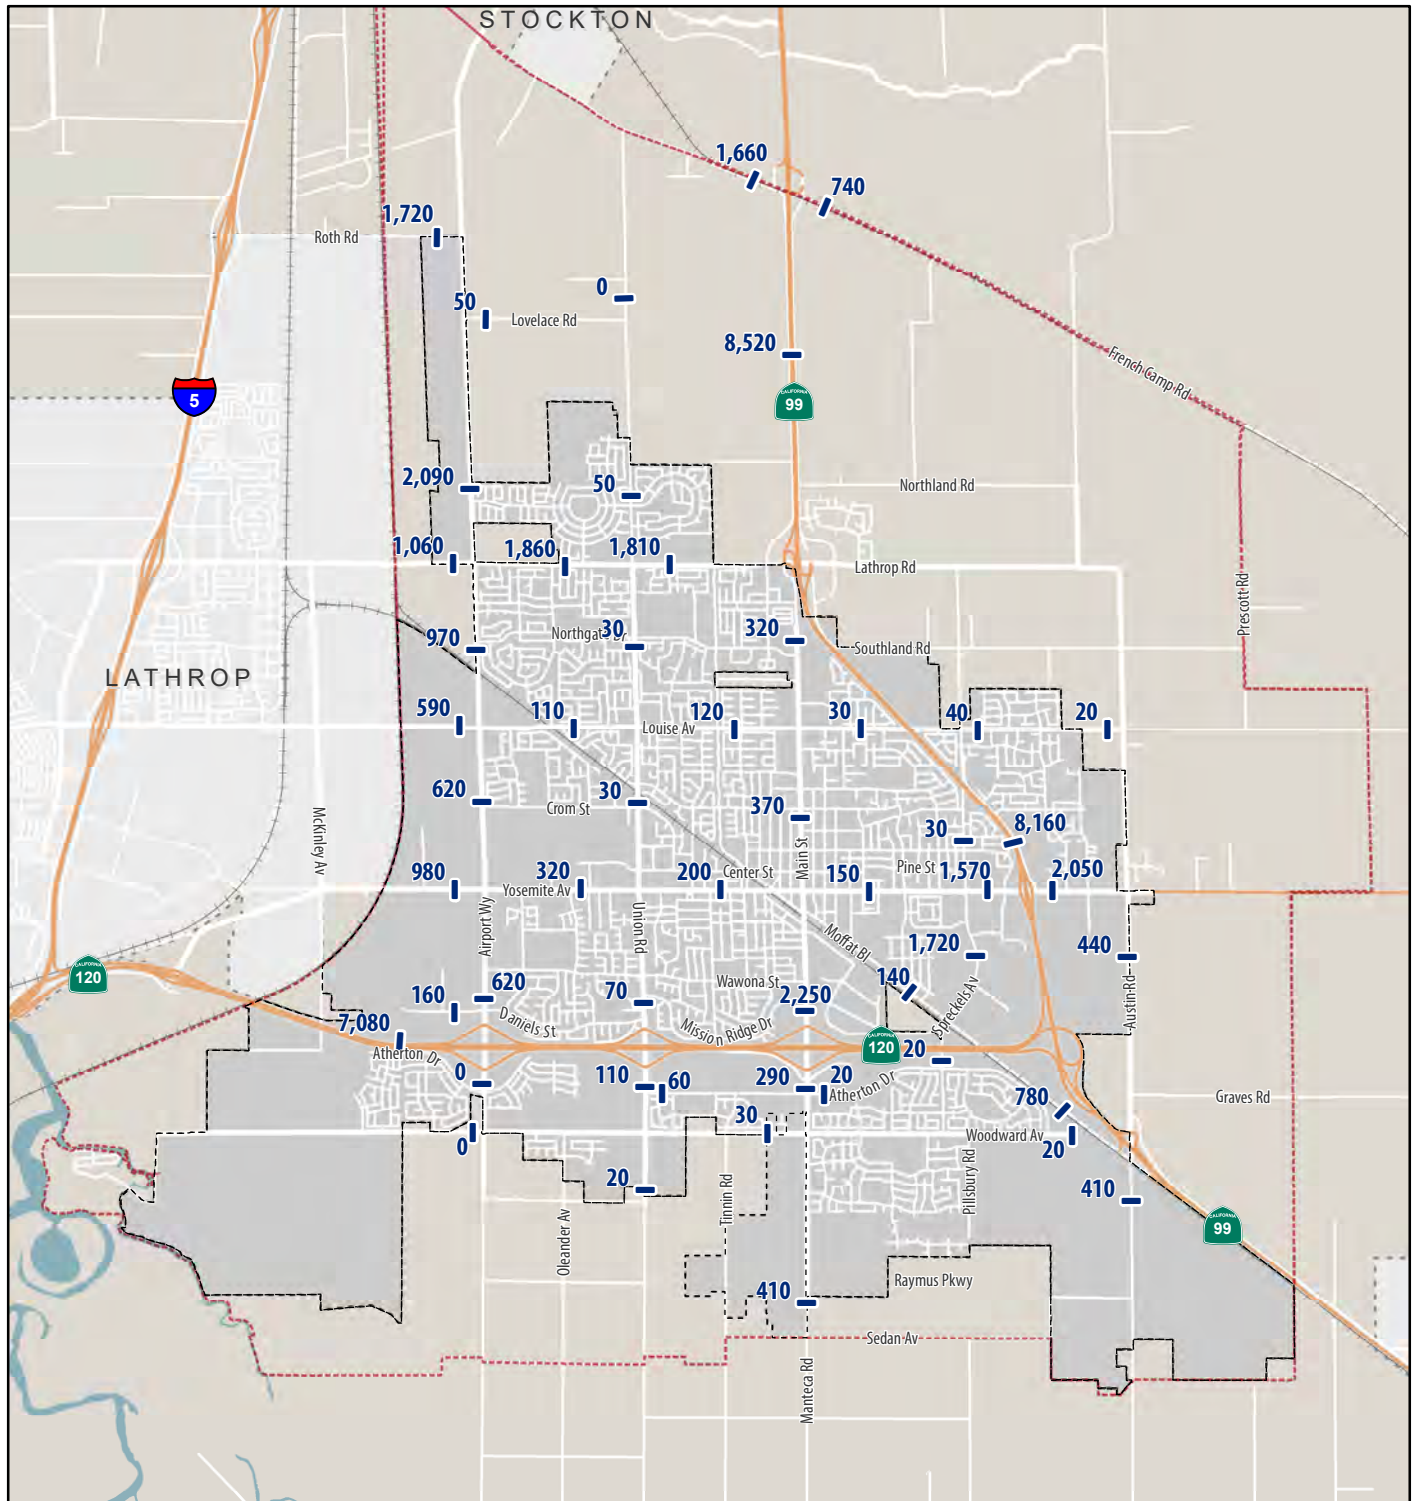 STOCKTON
1,660
740
1,720
Roth Rd
0
50
Lovelace Rd
8,520
French Camp Rd
CALIFORNIA
99
5
2,090
50
Northland Rd
1,060
1,860
1,810
Lathrop Rd
Prescott Rd
970
Northgate Dr
30
320
Southland Rd
LATHROP
590
110
Louise Av
120
30
40
20
620
Crom St
30
370
30
8,160
McKinley Av
Main St
980
320
Yosemite Av
200
Center St
150
Pine St
1,570
2,050
Airport Wy
Union Rd
Moffat Bl
1,720
440
CALIFORNIA
120
160
620
70
Wawona St
2,250
140
Spreckels Av
Austin Rd
Daniels St
Mission Ridge Dr
7,080
Atherton Dr
CALIFORNIA
120
20
0
110
60
290
20
Atherton Dr
780
Graves Rd
0
30
Woodward Av
20
20
Tinnin Rd
Pillsbury Rd
410
Oleander Av
CALIFORNIA
99
410
Raymus Pkwy
Sedan Av
Manteca Rd